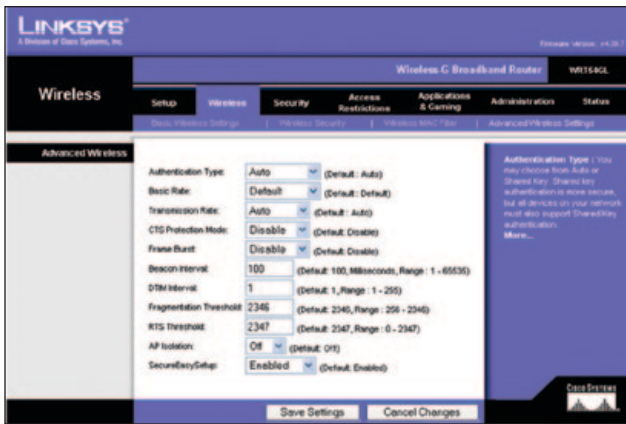 LINKSYS®
A Division of Cisco Systems, Inc.
Firmware Version:
Wireless-G Broadband Router WRT54GL
Wireless
Setup Wireless Security Access Restrictions Applications & Gaming Administration Status
Basic Wireless Settings | Wireless Security | Wireless MAC Filter | Advanced Wireless Settings
Advanced Wireless
Authentication Type: Auto (Default: Auto)
Basic Rate: Default (Default: Default)
Transmission Rate: Auto (Default: Auto)
CTS Protection Mode: Disable (Default: Disable)
Frame Burst: Disable (Default: Disable)
Beacon Interval: 100 (Default: 100, Milliseconds, Range: 1 - 65535)
DTIM Interval: 1 (Default: 1, Range: 1 - 255)
Fragmentation Threshold: 2346 (Default: 2346, Range: 256 - 2346)
RTS Threshold: 2347 (Default: 2347, Range: 0 - 2347)
AP Isolation: Off (Default: Off)
SecureEasySetup: Enabled (Default: Enabled)
Authentication Type : You
may choose from Auto or
Shared Key. Shared key
authentication is more secure,
but all devices on your network
must also support Shared Key
authentication.
More...
Save Settings Cancel Changes
CISCO SYSTEMS